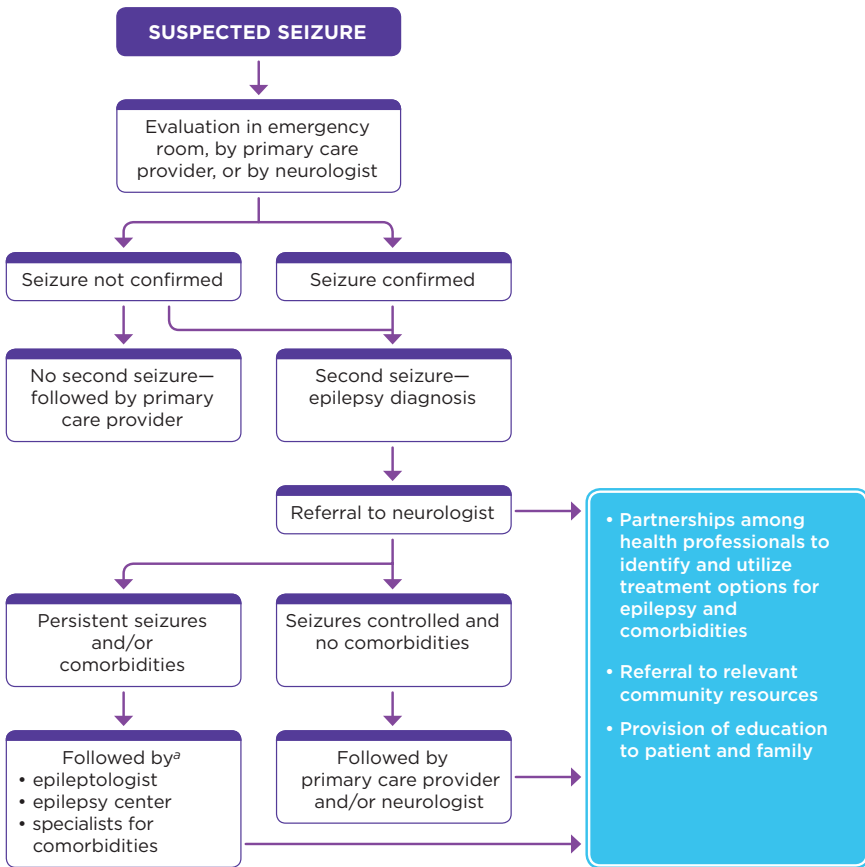 SUSPECTED SEIZURE
Evaluation in emergency
room, by primary care
provider, or by neurologist
Seizure not confirmed
Seizure confirmed
No second seizure—
followed by primary
care provider
Second seizure—
epilepsy diagnosis
Referral to neurologist
• Partnerships among
health professionals to
identify and utilize
treatment options for
epilepsy and
comorbidities
• Referral to relevant
community resources
• Provision of education
to patient and family
Persistent seizures
and/or
comorbidities
Seizures controlled and
no comorbidities
Followed byᵃ
• epileptologist
• epilepsy center
• specialists for
comorbidities
Followed by
primary care provider
and/or neurologist